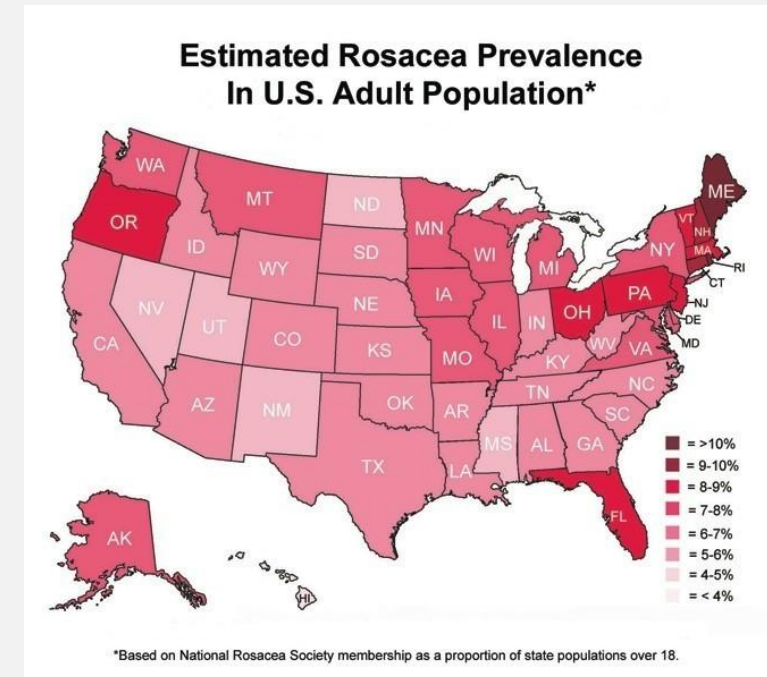 Estimated Rosacea Prevalence
In U.S. Adult Population*
WA
MT
ND
MN
ME
OR
ID
SD
WI
MI
VT
NH
NY
MA
RI
CT
WY
NE
IA
PA
NJ
DE
MD
NV
UT
CO
KS
IL
IN
OH
WV
VA
CA
MO
KY
NC
AZ
NM
OK
AR
TN
SC
TX
LA
MS
AL
GA
FL
AK
HI
= >10%
= 9-10%
= 8-9%
= 7-8%
= 6-7%
= 5-6%
= 4-5%
= < 4%
*Based on National Rosacea Society membership as a proportion of state populations over 18.